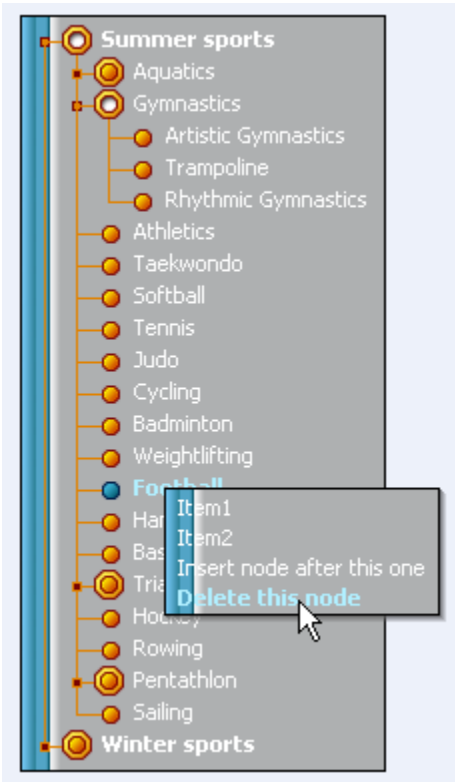 Summer sports
Aquatics
Gymnastics
Artistic Gymnastics
Trampoline
Rhythmic Gymnastics
Athletics
Taekwondo
Softball
Tennis
Judo
Cycling
Badminton
Weightlifting
Football
Item1
Item2
Insert node after this one
Delete this node
Hockey
Rowing
Pentathlon
Sailing
Winter sports